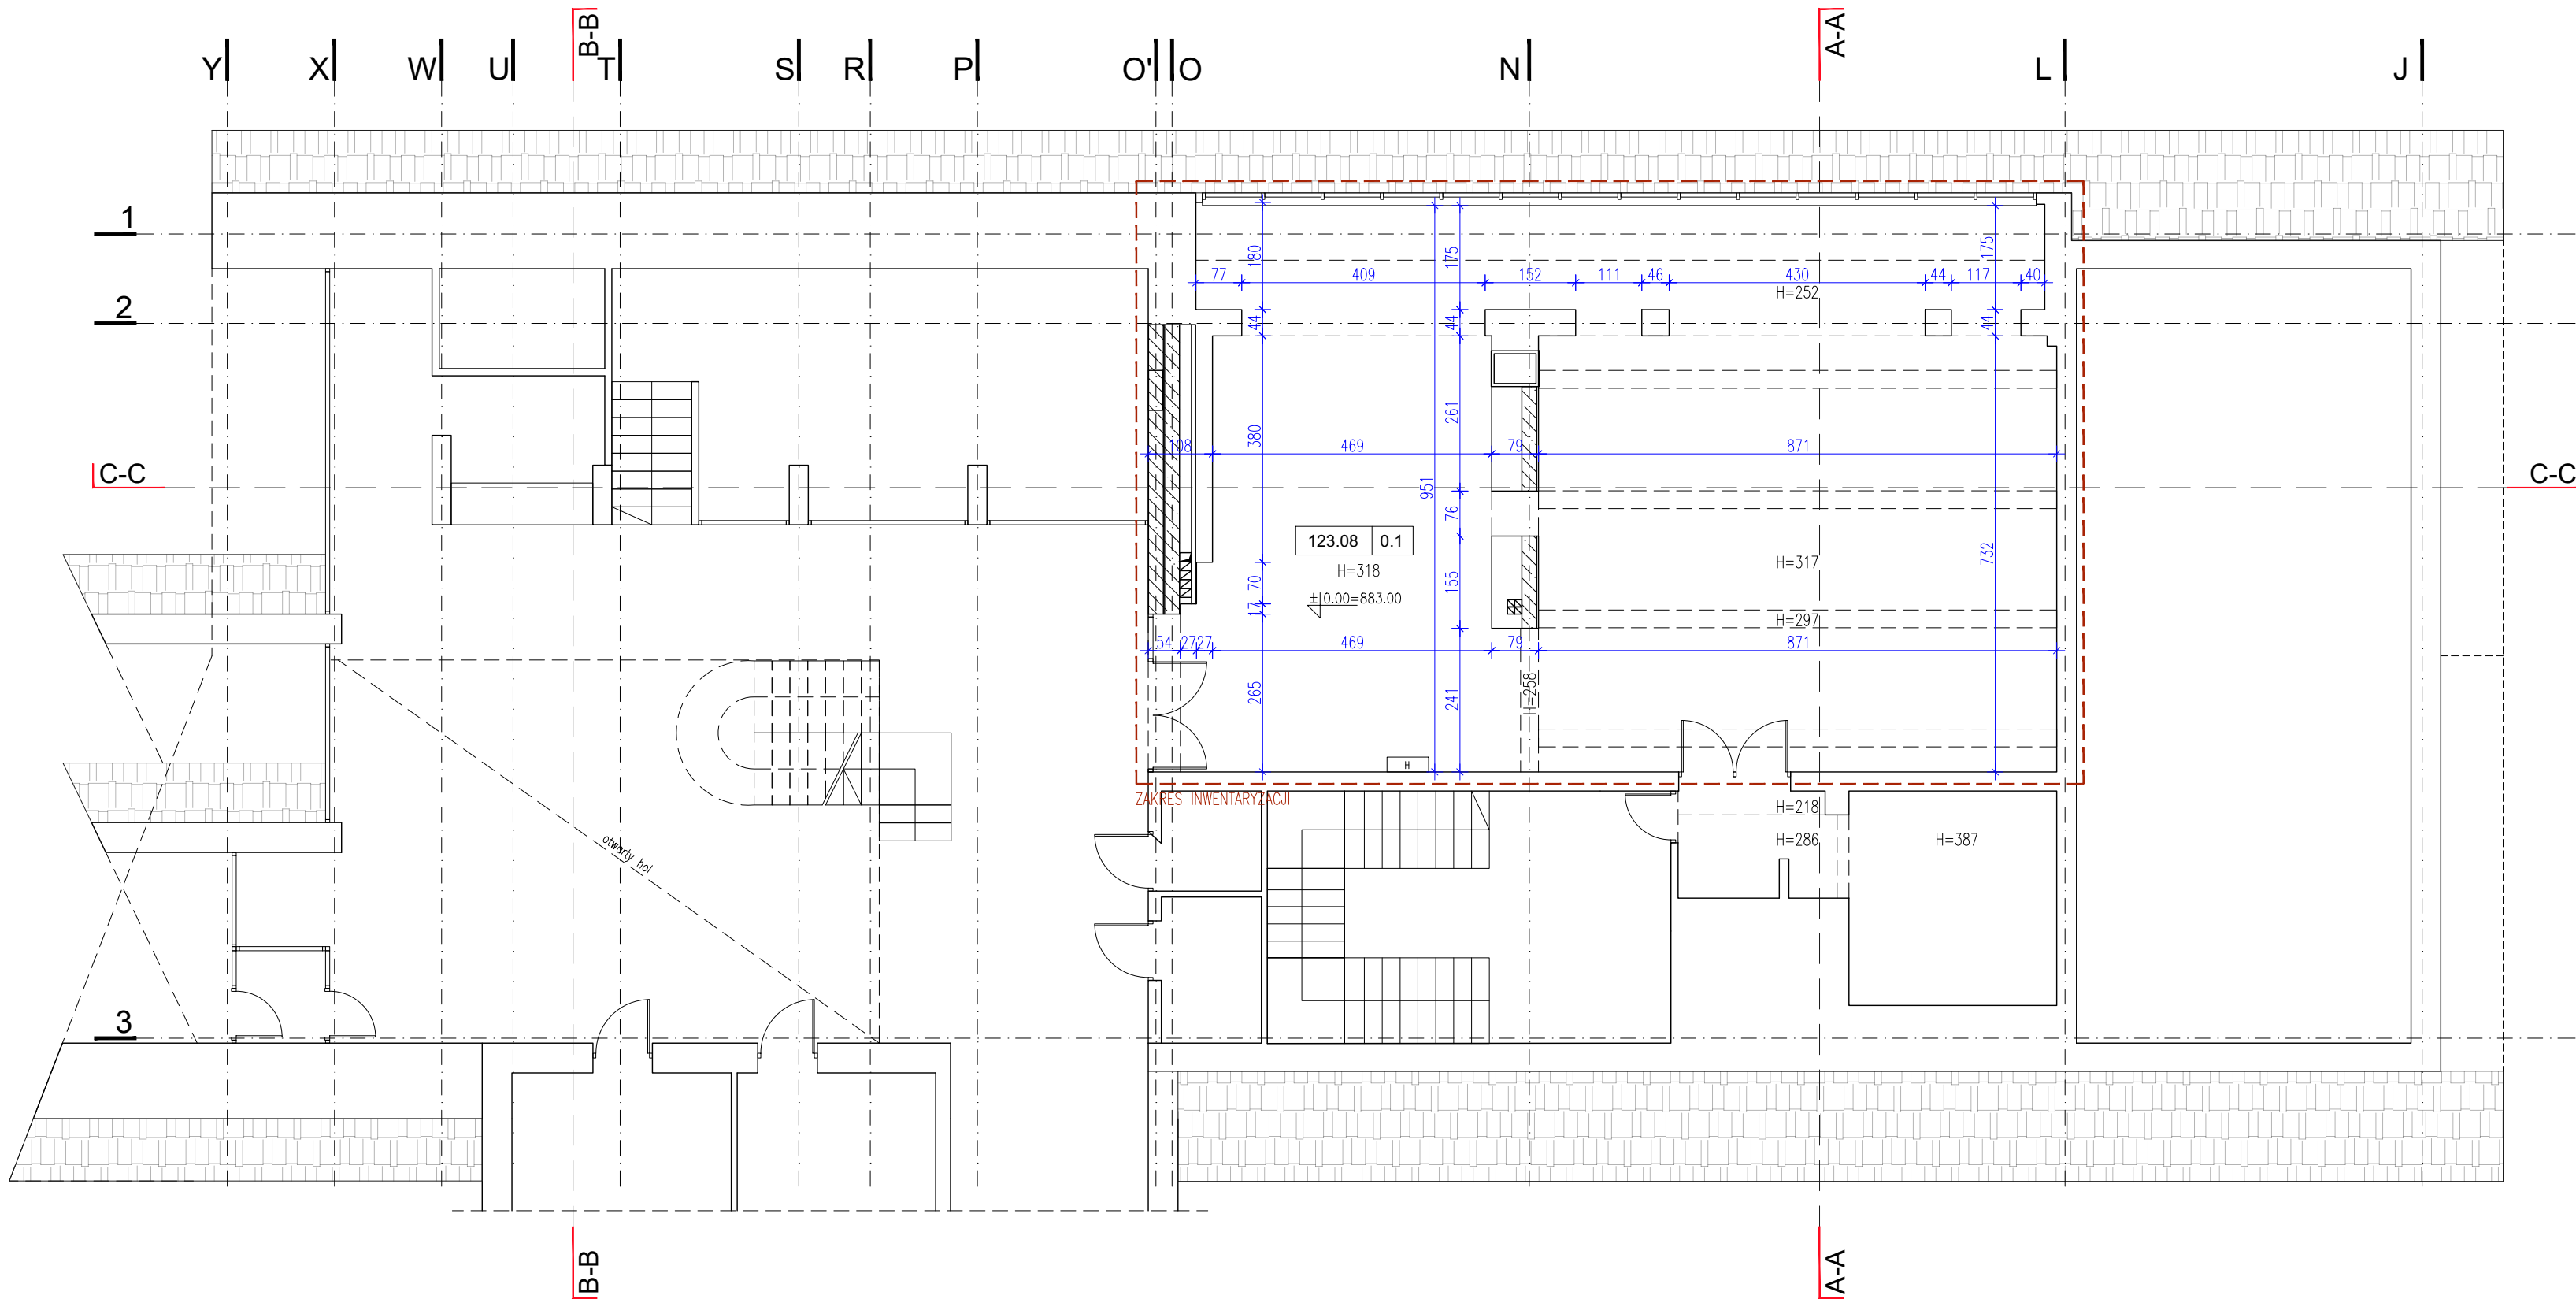 B-B
A-A
Y
X
W
U
T
S
R
P
O'
O
N
L
J
1
180
175
175
77
409
152
111
46
430
44
117
40
H=252
2
44
44
44
380
261
108
469
79
871
C-C
C-C
951
76
123.08
0.1
732
H=317
H=318
70
155
±|0.00=883.00
17
H=297
54
27
27
469
79
871
265
241
H=258
H
ZAKRES INWENTARYZACJI
H=218
otwarty hol
H=286
H=387
3
B-B
A-A